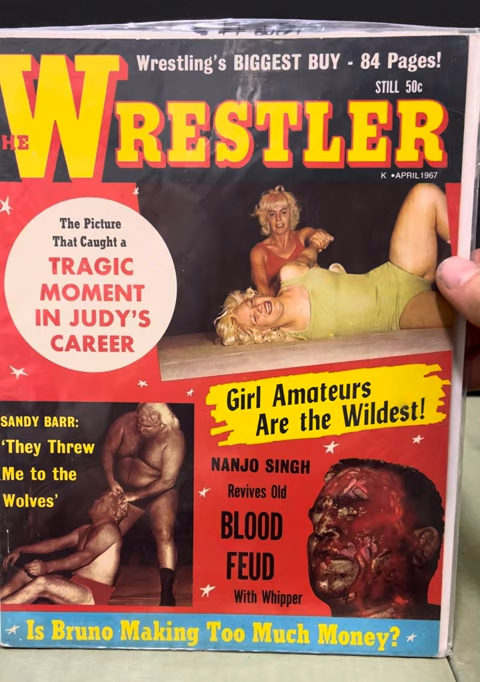 Wrestling's BIGGEST BUY - 84 Pages!
STILL 50c
HE WRESTLER
K • APRIL 1967
The Picture
That Caught a
TRAGIC
MOMENT
IN JUDY'S
CAREER
Girl Amateurs
Are the Wildest!
SANDY BARR:
'They Threw
Me to the
Wolves'
NANJO SINGH
Revives Old
BLOOD
FEUD
With Whipper
Is Bruno Making Too Much Money?